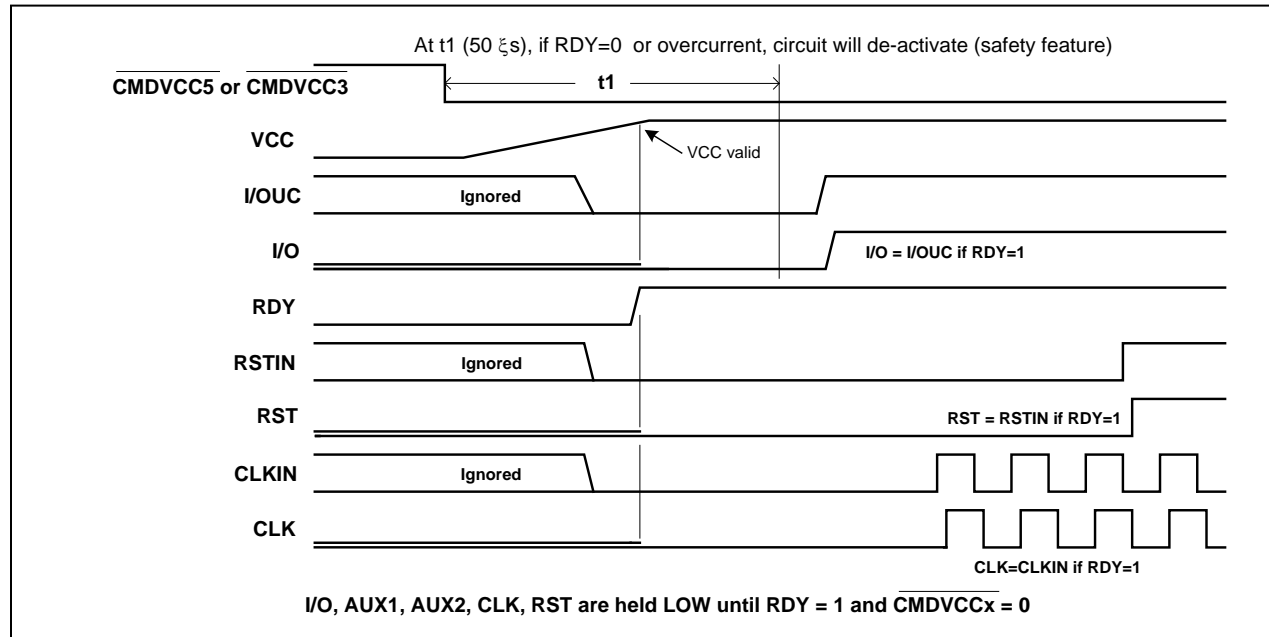 At t1 (50 ξs), if RDY=0 or overcurrent, circuit will de-activate (safety feature)
CMDVCC5 or CMDVCC3
t1
VCC
VCC valid
I/OUC
Ignored
I/O
I/O = I/OUC if RDY=1
RDY
RSTIN
Ignored
RST
RST = RSTIN if RDY=1
CLKIN
Ignored
CLK
CLK=CLKIN if RDY=1
I/O, AUX1, AUX2, CLK, RST are held LOW until RDY = 1 and CMDVCCx = 0